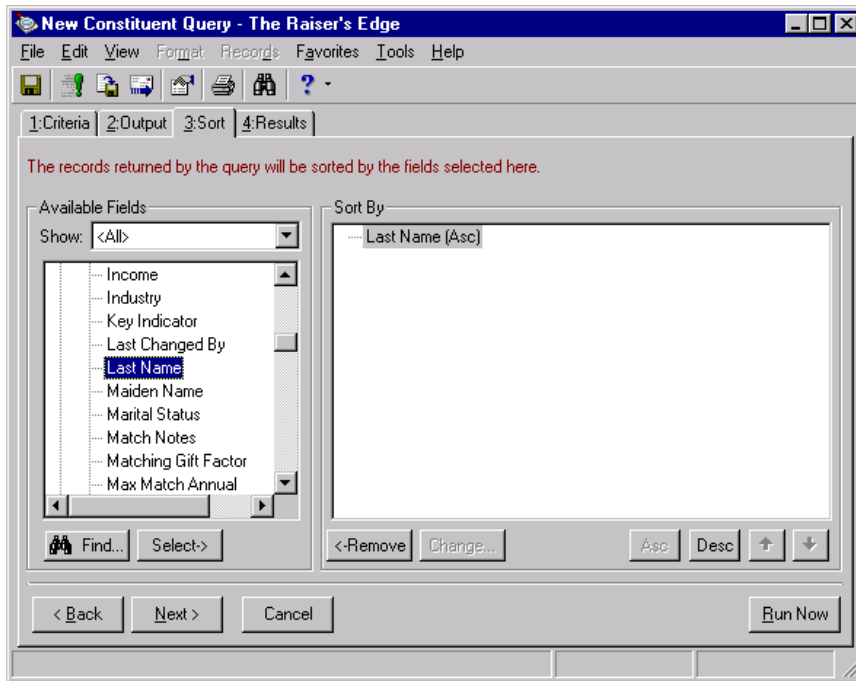 New Constituent Query - The Raiser's Edge
File Edit View Format Records Favorites Tools Help
?
1:Criteria 2:Output 3:Sort 4:Results
The records returned by the query will be sorted by the fields selected here.
Available Fields
Show: <All>
Income
Industry
Key Indicator
Last Changed By
Last Name
Maiden Name
Marital Status
Match Notes
Matching Gift Factor
Max Match Annual
Find... Select->
Sort By
Last Name (Asc)
<-Remove Change... Asc Desc
< Back Next > Cancel Run Now